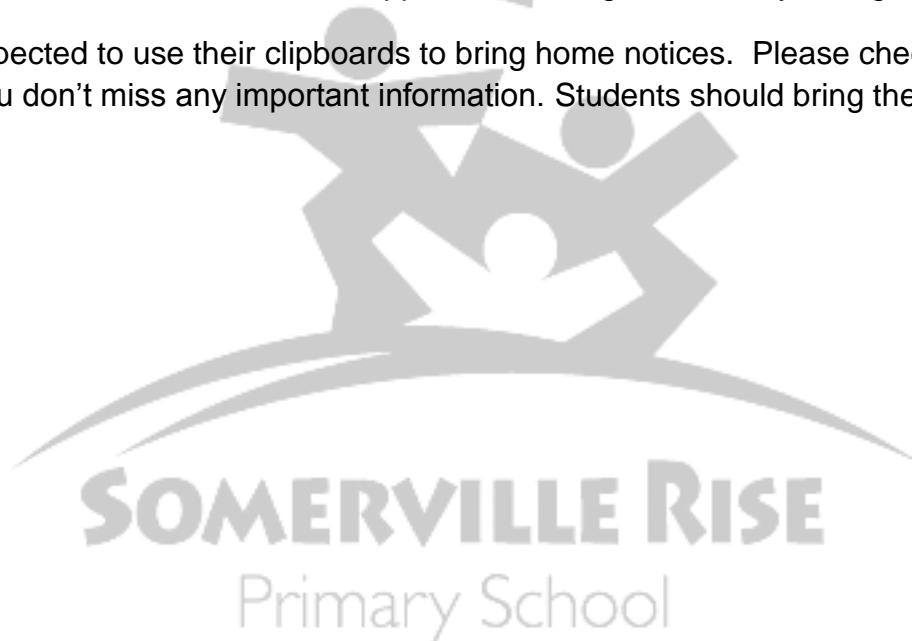 pected to use their clipboards to bring home notices.  Please chec
u don't miss any important information. Students should bring the
SOMERVILLE RISE
Primary School